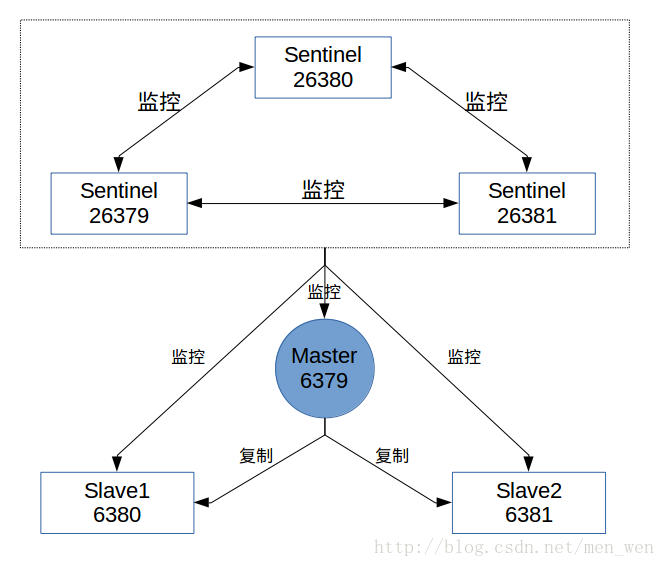 Sentinel
26380
监控
监控
Sentinel
26379
监控
Sentinel
26381
监控
监控
监控
Master
6379
复制
复制
Slave1
6380
Slave2
6381
http://blog.csdn.net/men_wen